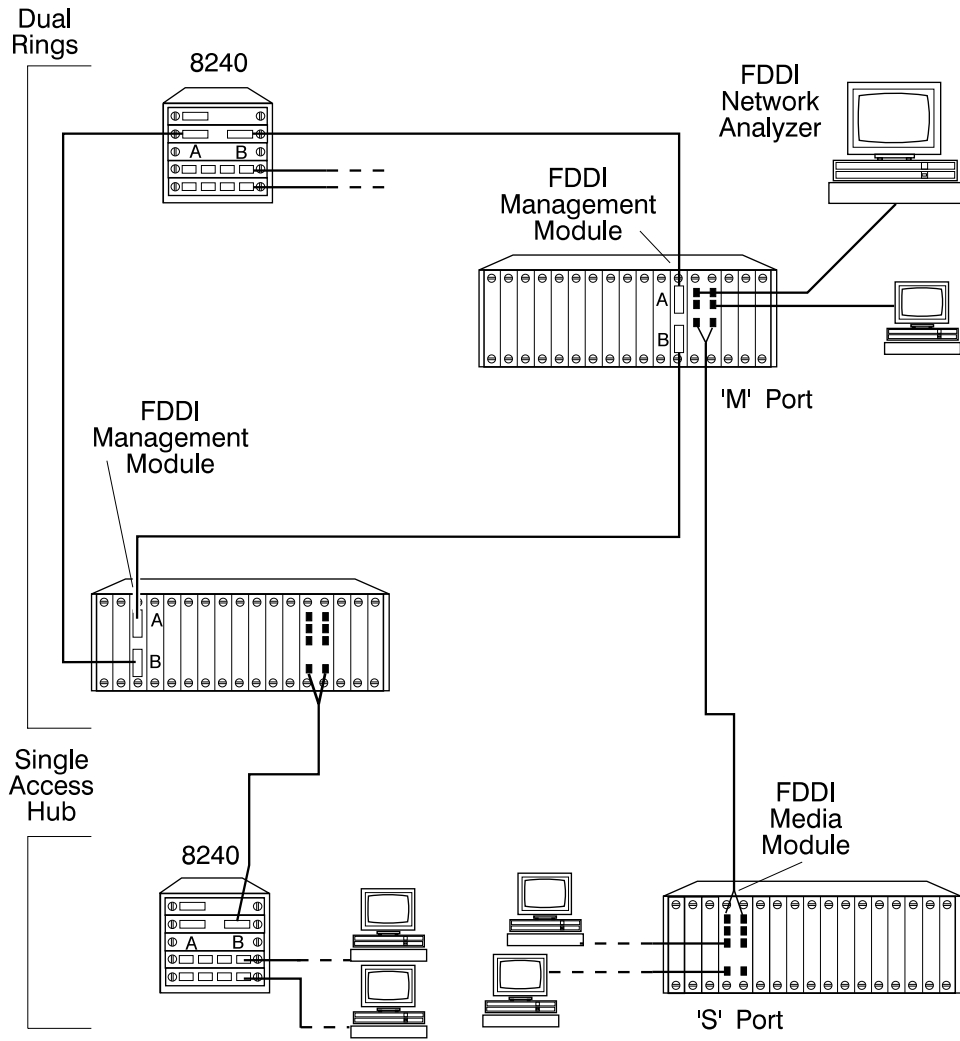 Dual
Rings
8240
A B
FDDI
Network
Analyzer
FDDI
Management
Module
A
B
'M' Port
FDDI
Management
Module
A
B
Single
Access
Hub
8240
A B
FDDI
Media
Module
'S' Port